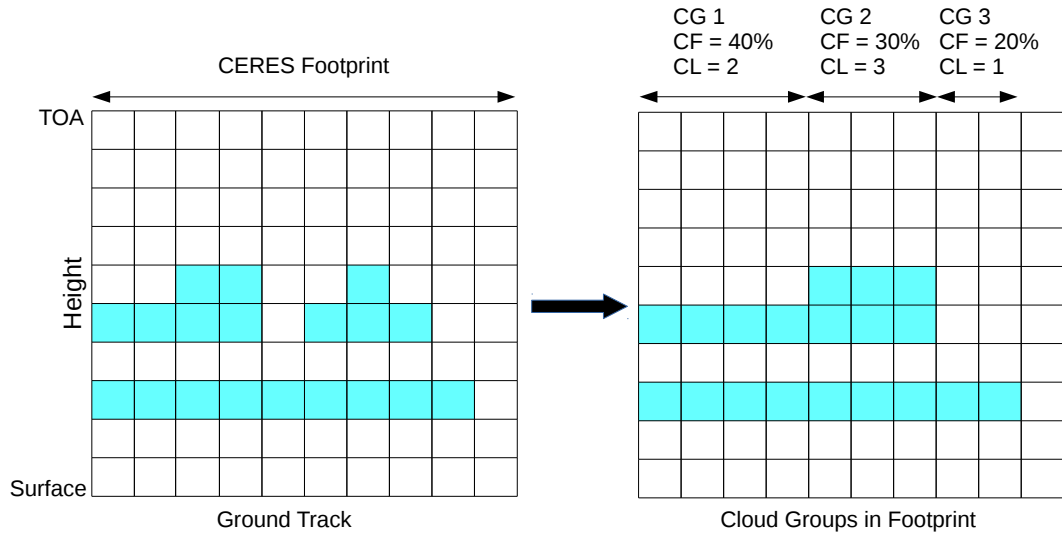 CERES Footprint
TOA
Height
Surface
Ground Track
CG 1
CF = 40%
CL = 2
CG 2
CF = 30%
CL = 3
CG 3
CF = 20%
CL = 1
Cloud Groups in Footprint